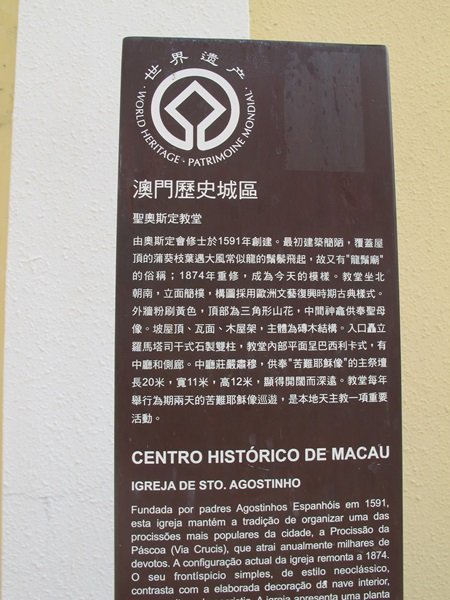 世界遗产
WORLD HERITAGE · PATRIMOINE MONDIAL
澳門歷史城區
聖奧斯定教堂
由奧斯定會修士於1591年創建。最初建築簡陋，覆蓋屋
頂的蒲葵枝葉遇大風常似龍的鬚鬃飛起，故又有"龍鬚廟"
的俗稱；1874年重修，成為今天的模樣。教堂坐北
朝南，立面簡樸，構圖採用歐洲文藝復興時期古典樣式。
外牆粉刷黃色，頂部為三角形山花，中間神龕供奉聖母
像。坡屋頂、瓦面、木屋架，主體為磚木結構。入口矗立
羅馬塔司干式石製雙柱，教堂內部平面呈巴西利卡式，有
中廳和側廊。中廳莊嚴肅穆，供奉"苦難耶穌像"的主祭壇
長20米，寬11米，高12米，顯得開闊而深遠。教堂每年
舉行為期兩天的苦難耶穌像巡遊，是本地天主教一項重要
活動。
CENTRO HISTÓRICO DE MACAU
IGREJA DE STO. AGOSTINHO
Fundada por padres Agostinhos Espanhóis em 1591,
esta igreja mantém a tradição de organizar uma das
procissões mais populares da cidade, a Procissão da
Páscoa (Via Crucis), que atrai anualmente milhares de
devotos. A configuração actual da igreja remonta a 1874.
O seu frontispício simples, de estilo neoclássico,
contrasta com a elaborada decoração da nave interior,
A igreja apresenta uma planta